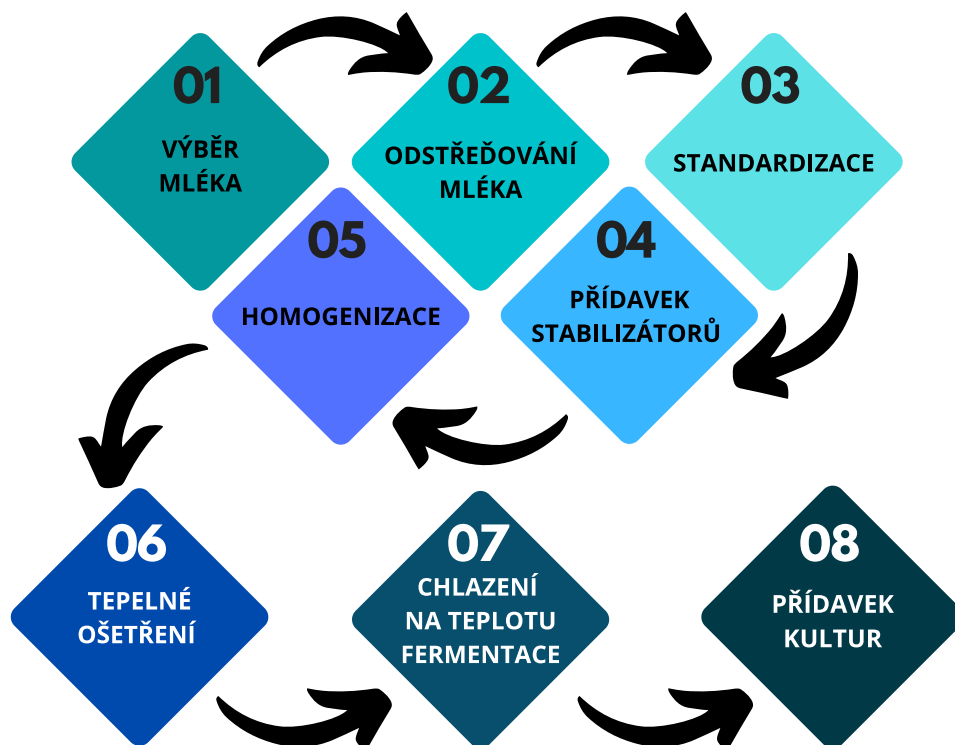 01
VÝBĚR
MLÉKA
02
ODSTŘEĎOVÁNÍ
MLÉKA
03
STANDARDIZACE
04
PŘÍDAVEK
STABILIZÁTORŮ
05
HOMOGENIZACE
06
TEPELNÉ
OŠETŘENÍ
07
CHLAZENÍ
NA TEPLOTU
FERMENTACE
08
PŘÍDAVEK
KULTUR